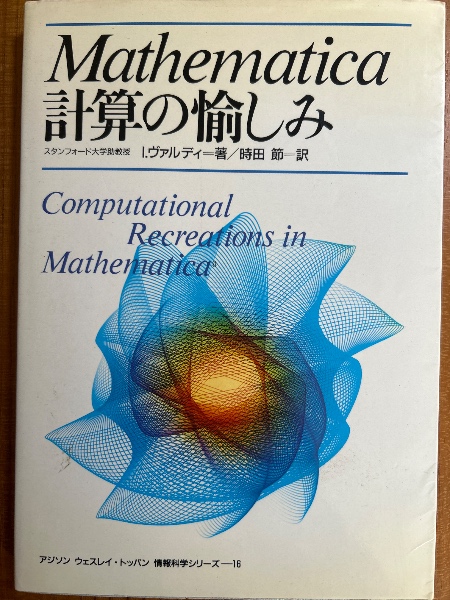 Mathematica
計算の愉しみ
スタンフォード大学助教授 I.ヴァルディ=著/時田 節=訳
Computational
Recreations in
Mathematica®
アジソン ウェスレイ・トッパン 情報科学シリーズ—16